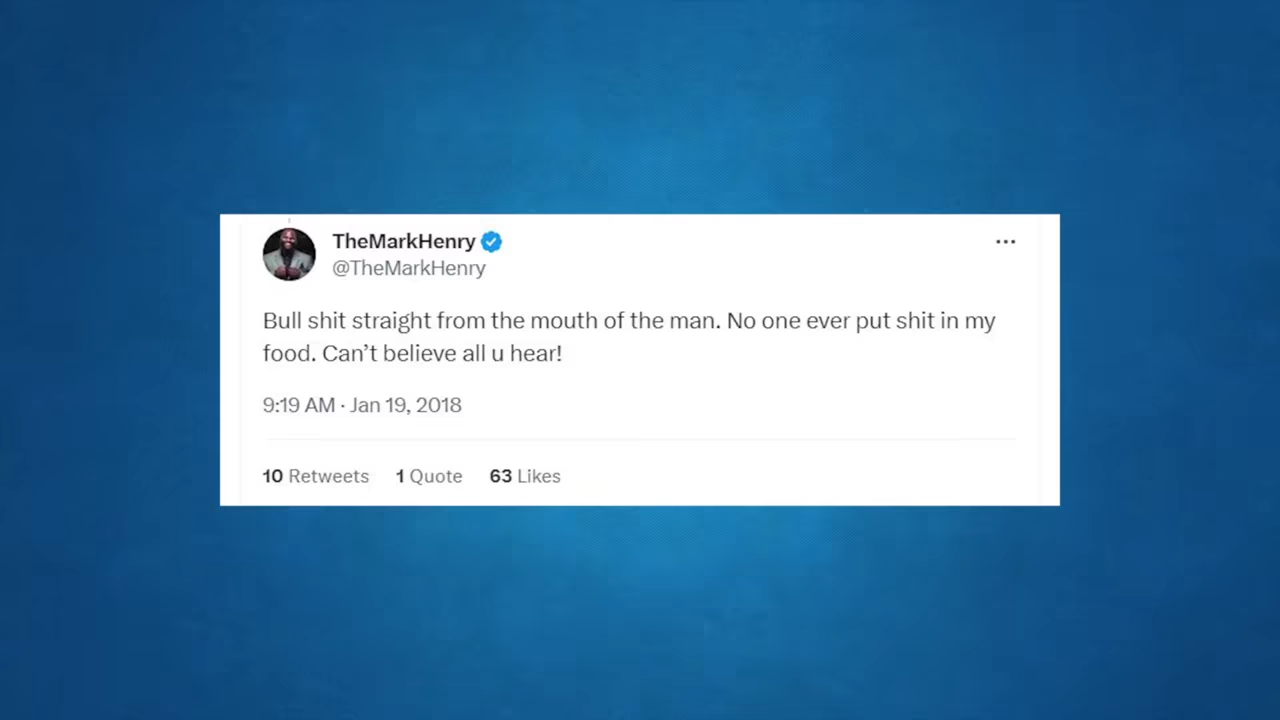 TheMarkHenry
@TheMarkHenry
Bull shit straight from the mouth of the man. No one ever put shit in my
food. Can’t believe all u hear!
9:19 AM · Jan 19, 2018
10 Retweets 1 Quote 63 Likes